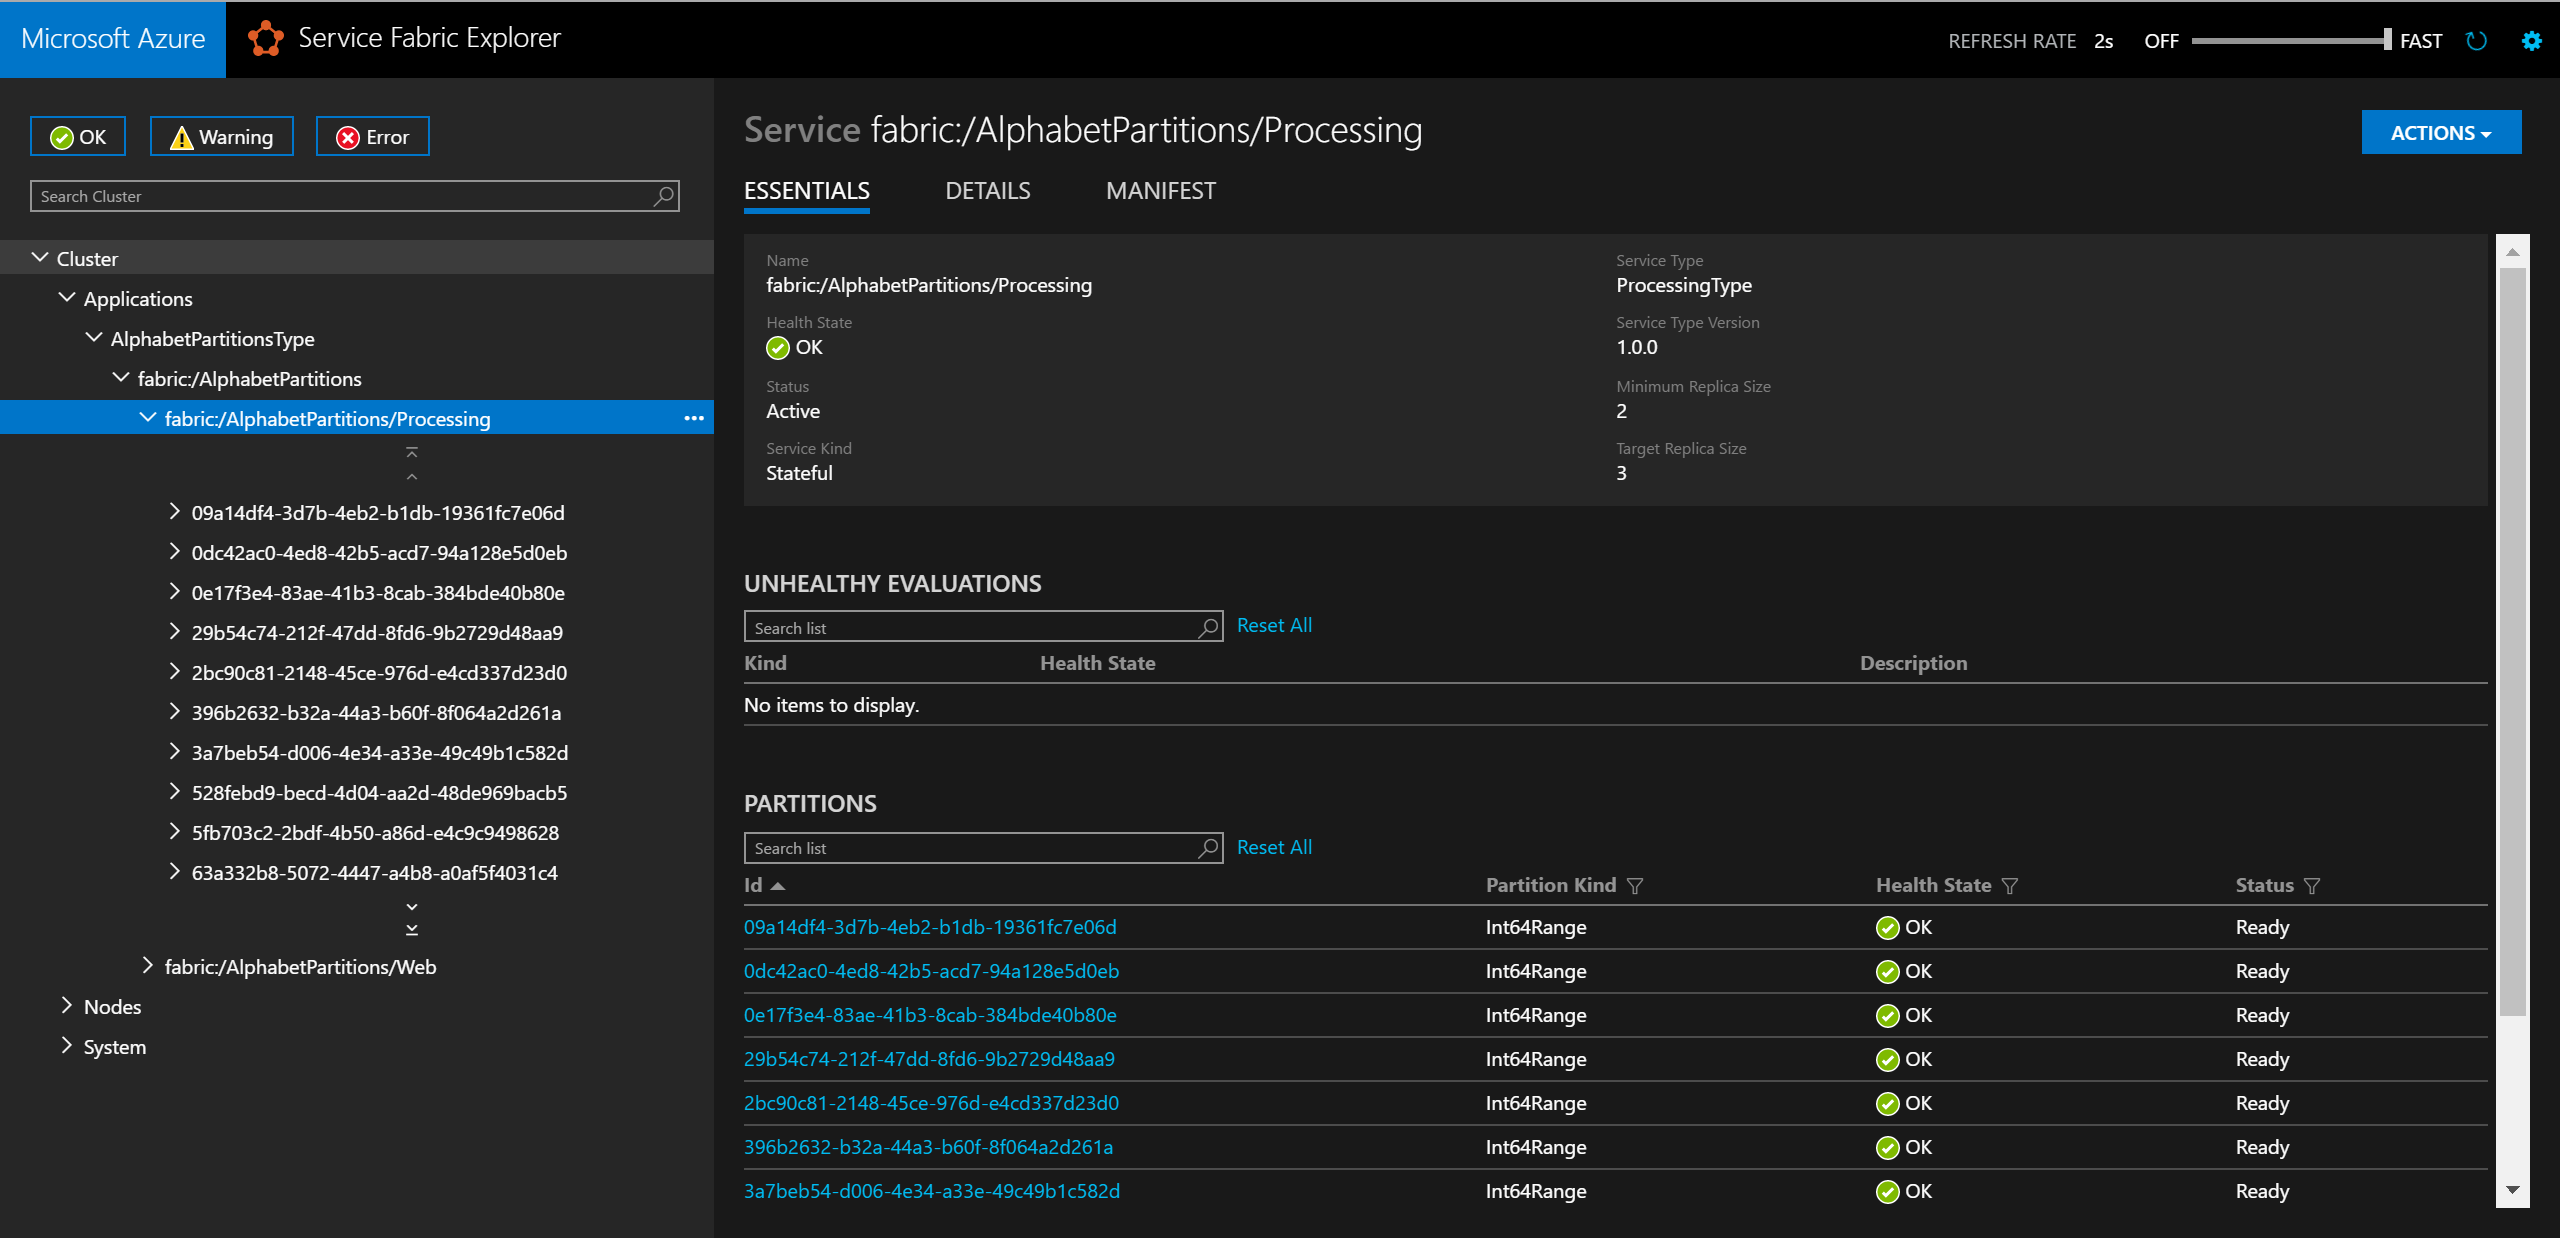 Microsoft Azure
Service Fabric Explorer
REFRESH RATE 2s OFF FAST
OK
Warning
Error
Search Cluster
Cluster
Applications
AlphabetPartitionsType
fabric:/AlphabetPartitions
fabric:/AlphabetPartitions/Processing
09a14df4-3d7b-4eb2-b1db-19361fc7e06d
0dc42ac0-4ed8-42b5-acd7-94a128e5d0eb
0e17f3e4-83ae-41b3-8cab-384bde40b80e
29b54c74-212f-47dd-8fd6-9b2729d48aa9
2bc90c81-2148-45ce-976d-e4cd337d23d0
396b2632-b32a-44a3-b60f-8f064a2d261a
3a7beb54-d006-4e34-a33e-49c49b1c582d
528febd9-becd-4d04-aa2d-48de969bacb5
5fb703c2-2bdf-4b50-a86d-e4c9c9498628
63a332b8-5072-4447-a4b8-a0af5f4031c4
fabric:/AlphabetPartitions/Web
Nodes
System
Service fabric:/AlphabetPartitions/Processing
ACTIONS
ESSENTIALS DETAILS MANIFEST
Name
fabric:/AlphabetPartitions/Processing
Health State
OK
Status
Active
Service Kind
Stateful
Service Type
ProcessingType
Service Type Version
1.0.0
Minimum Replica Size
2
Target Replica Size
3
UNHEALTHY EVALUATIONS
Search list Reset All
Kind Health State Description
No items to display.
PARTITIONS
Search list Reset All
Id Partition Kind Health State Status
09a14df4-3d7b-4eb2-b1db-19361fc7e06d Int64Range OK Ready
0dc42ac0-4ed8-42b5-acd7-94a128e5d0eb Int64Range OK Ready
0e17f3e4-83ae-41b3-8cab-384bde40b80e Int64Range OK Ready
29b54c74-212f-47dd-8fd6-9b2729d48aa9 Int64Range OK Ready
2bc90c81-2148-45ce-976d-e4cd337d23d0 Int64Range OK Ready
396b2632-b32a-44a3-b60f-8f064a2d261a Int64Range OK Ready
3a7beb54-d006-4e34-a33e-49c49b1c582d Int64Range OK Ready